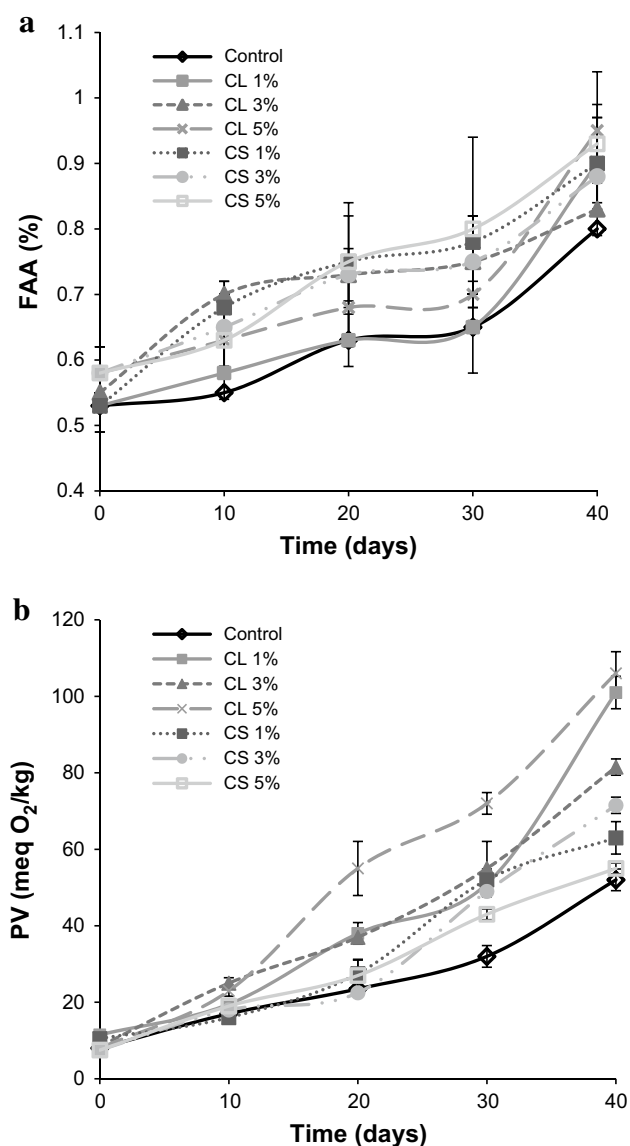 a
1.1
1
0.9
0.8
0.7
0.6
0.5
0.4
FAA (%)
Control
CL 1%
CL 3%
CL 5%
CS 1%
CS 3%
CS 5%
0 10 20 30 40
Time (days)
b
120
100
80
60
40
20
0
PV (meq O₂/kg)
Control
CL 1%
CL 3%
CL 5%
CS 1%
CS 3%
CS 5%
0 10 20 30 40
Time (days)